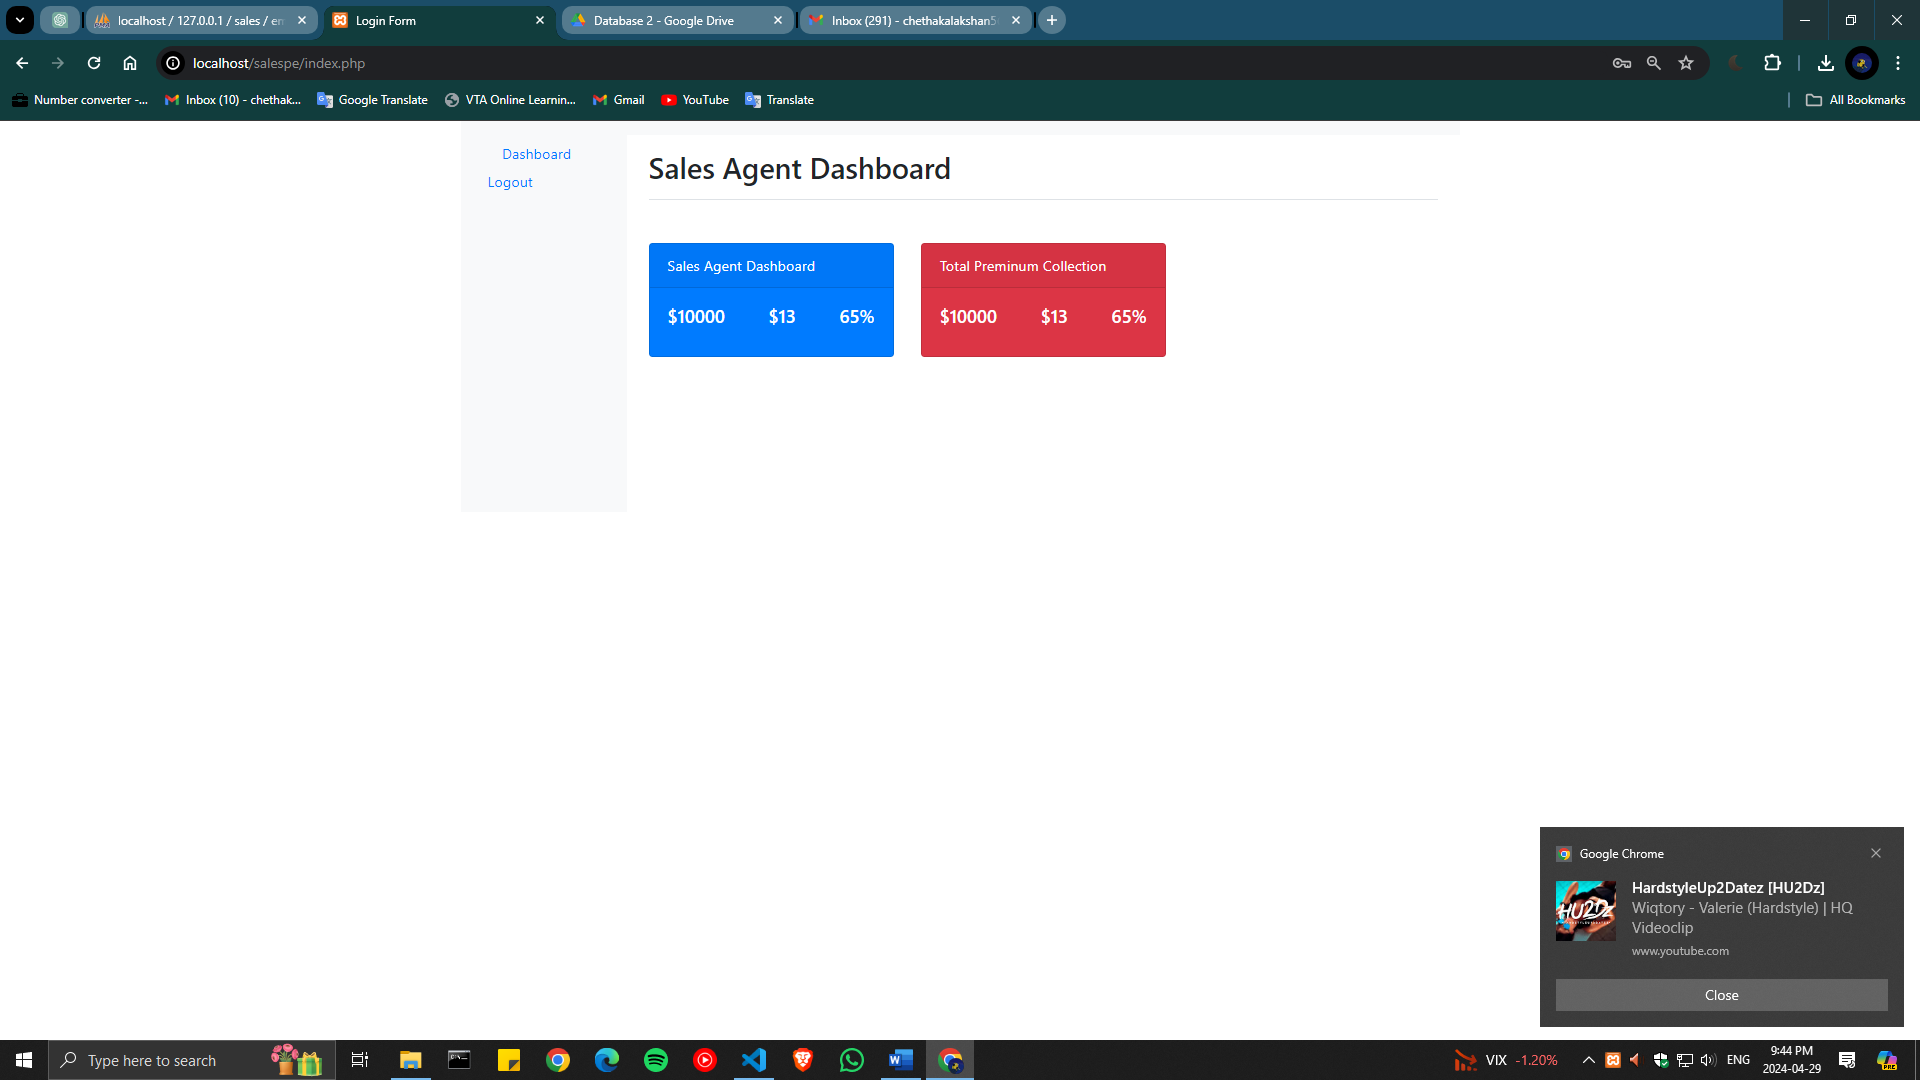 localhost / 127.0.0.1 / sales / en
Login Form
Database 2 - Google Drive
Inbox (291) - chethakalakshan5
localhost/salespe/index.php
Number converter -...
Inbox (10) - chethak...
Google Translate
VTA Online Learnin...
Gmail
YouTube
Translate
All Bookmarks
Dashboard
Logout
Sales Agent Dashboard
Sales Agent Dashboard
$10000 $13 65%
Total Preminum Collection
$10000 $13 65%
Google Chrome
HardstyleUp2Datez [HU2Dz]
Wiqtory - Valerie (Hardstyle) | HQ
Videoclip
www.youtube.com
HU2Dz
Close
Type here to search
VIX -1.20%
ENG
9:44 PM
2024-04-29